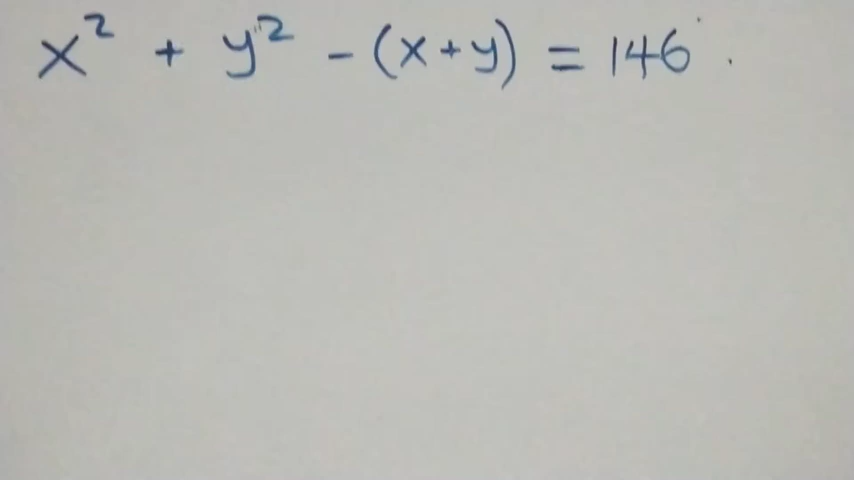 x² + y² - (x+y) = 146.